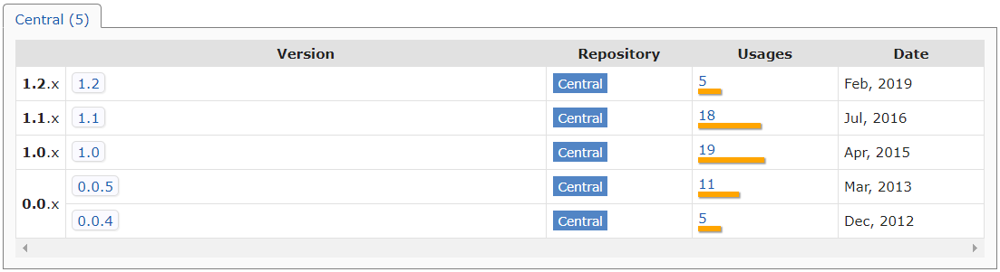 Central (5)
Version Repository Usages Date
1.2.x 1.2 Central 5 Feb, 2019
1.1.x 1.1 Central 18 Jul, 2016
1.0.x 1.0 Central 19 Apr, 2015
0.0.x 0.0.5 Central 11 Mar, 2013
0.0.4 Central 5 Dec, 2012